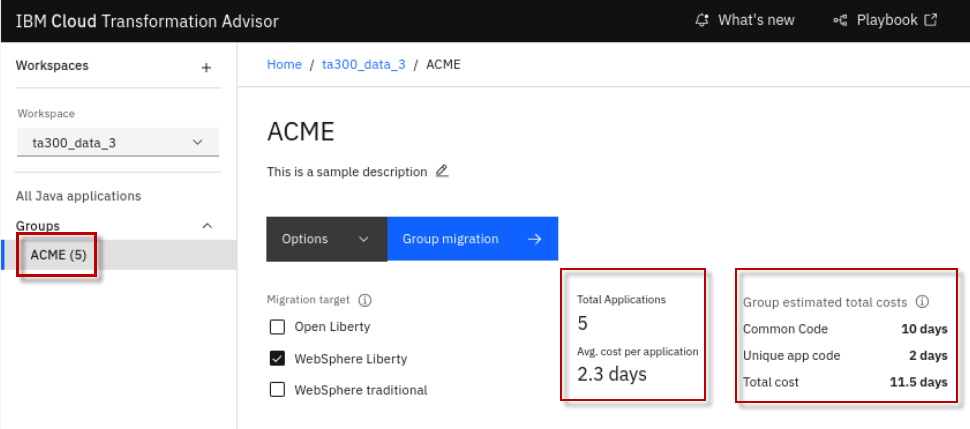 IBM Cloud Transformation Advisor
What's new
Playbook
Workspaces
Workspace
ta300_data_3
All Java applications
Groups
ACME (5)
Home / ta300_data_3 / ACME
ACME
This is a sample description
Options
Group migration
Migration target
Open Liberty
WebSphere Liberty
WebSphere traditional
Total Applications
5
Avg. cost per application
2.3 days
Group estimated total costs
Common Code 10 days
Unique app code 2 days
Total cost 11.5 days